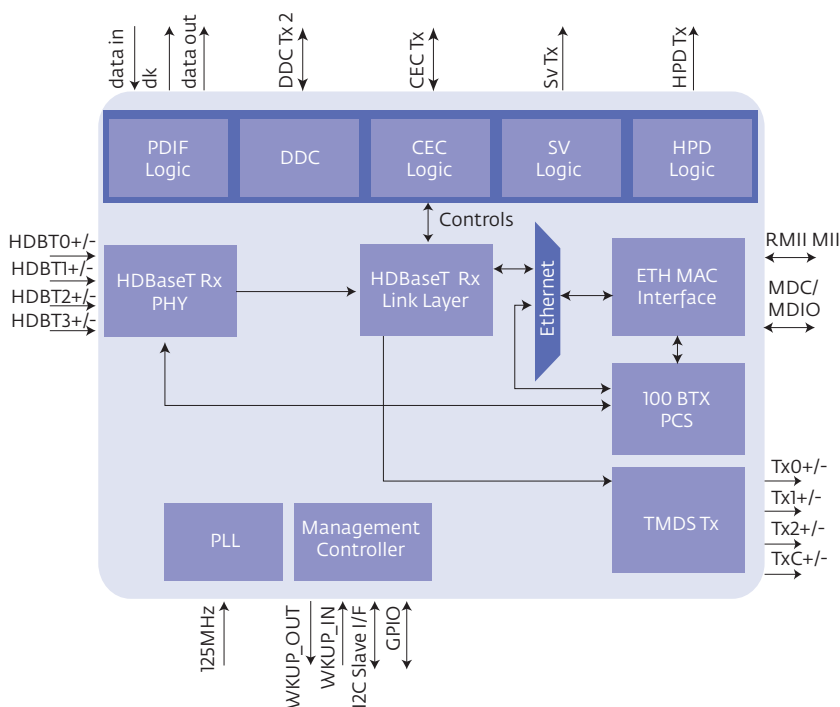 data in
dk
data out
DDC Tx 2
CEC Tx
Sv Tx
HPD Tx
PDIF
Logic
DDC
CEC
Logic
SV
Logic
HPD
Logic
Controls
HDBT0+/-
HDBT1+/-
HDBT2+/-
HDBT3+/-
HDBaseT Rx
PHY
HDBaseT Rx
Link Layer
Ethernet
ETH MAC
Interface
RMII MII
MDC/
MDIO
100 BTX
PCS
TMDS Tx
Tx0+/-
Tx1+/-
Tx2+/-
TxC+/-
PLL
Management
Controller
125MHz
WKUP_OUT
WKUP_IN
I2C Slave I/F
GPIO